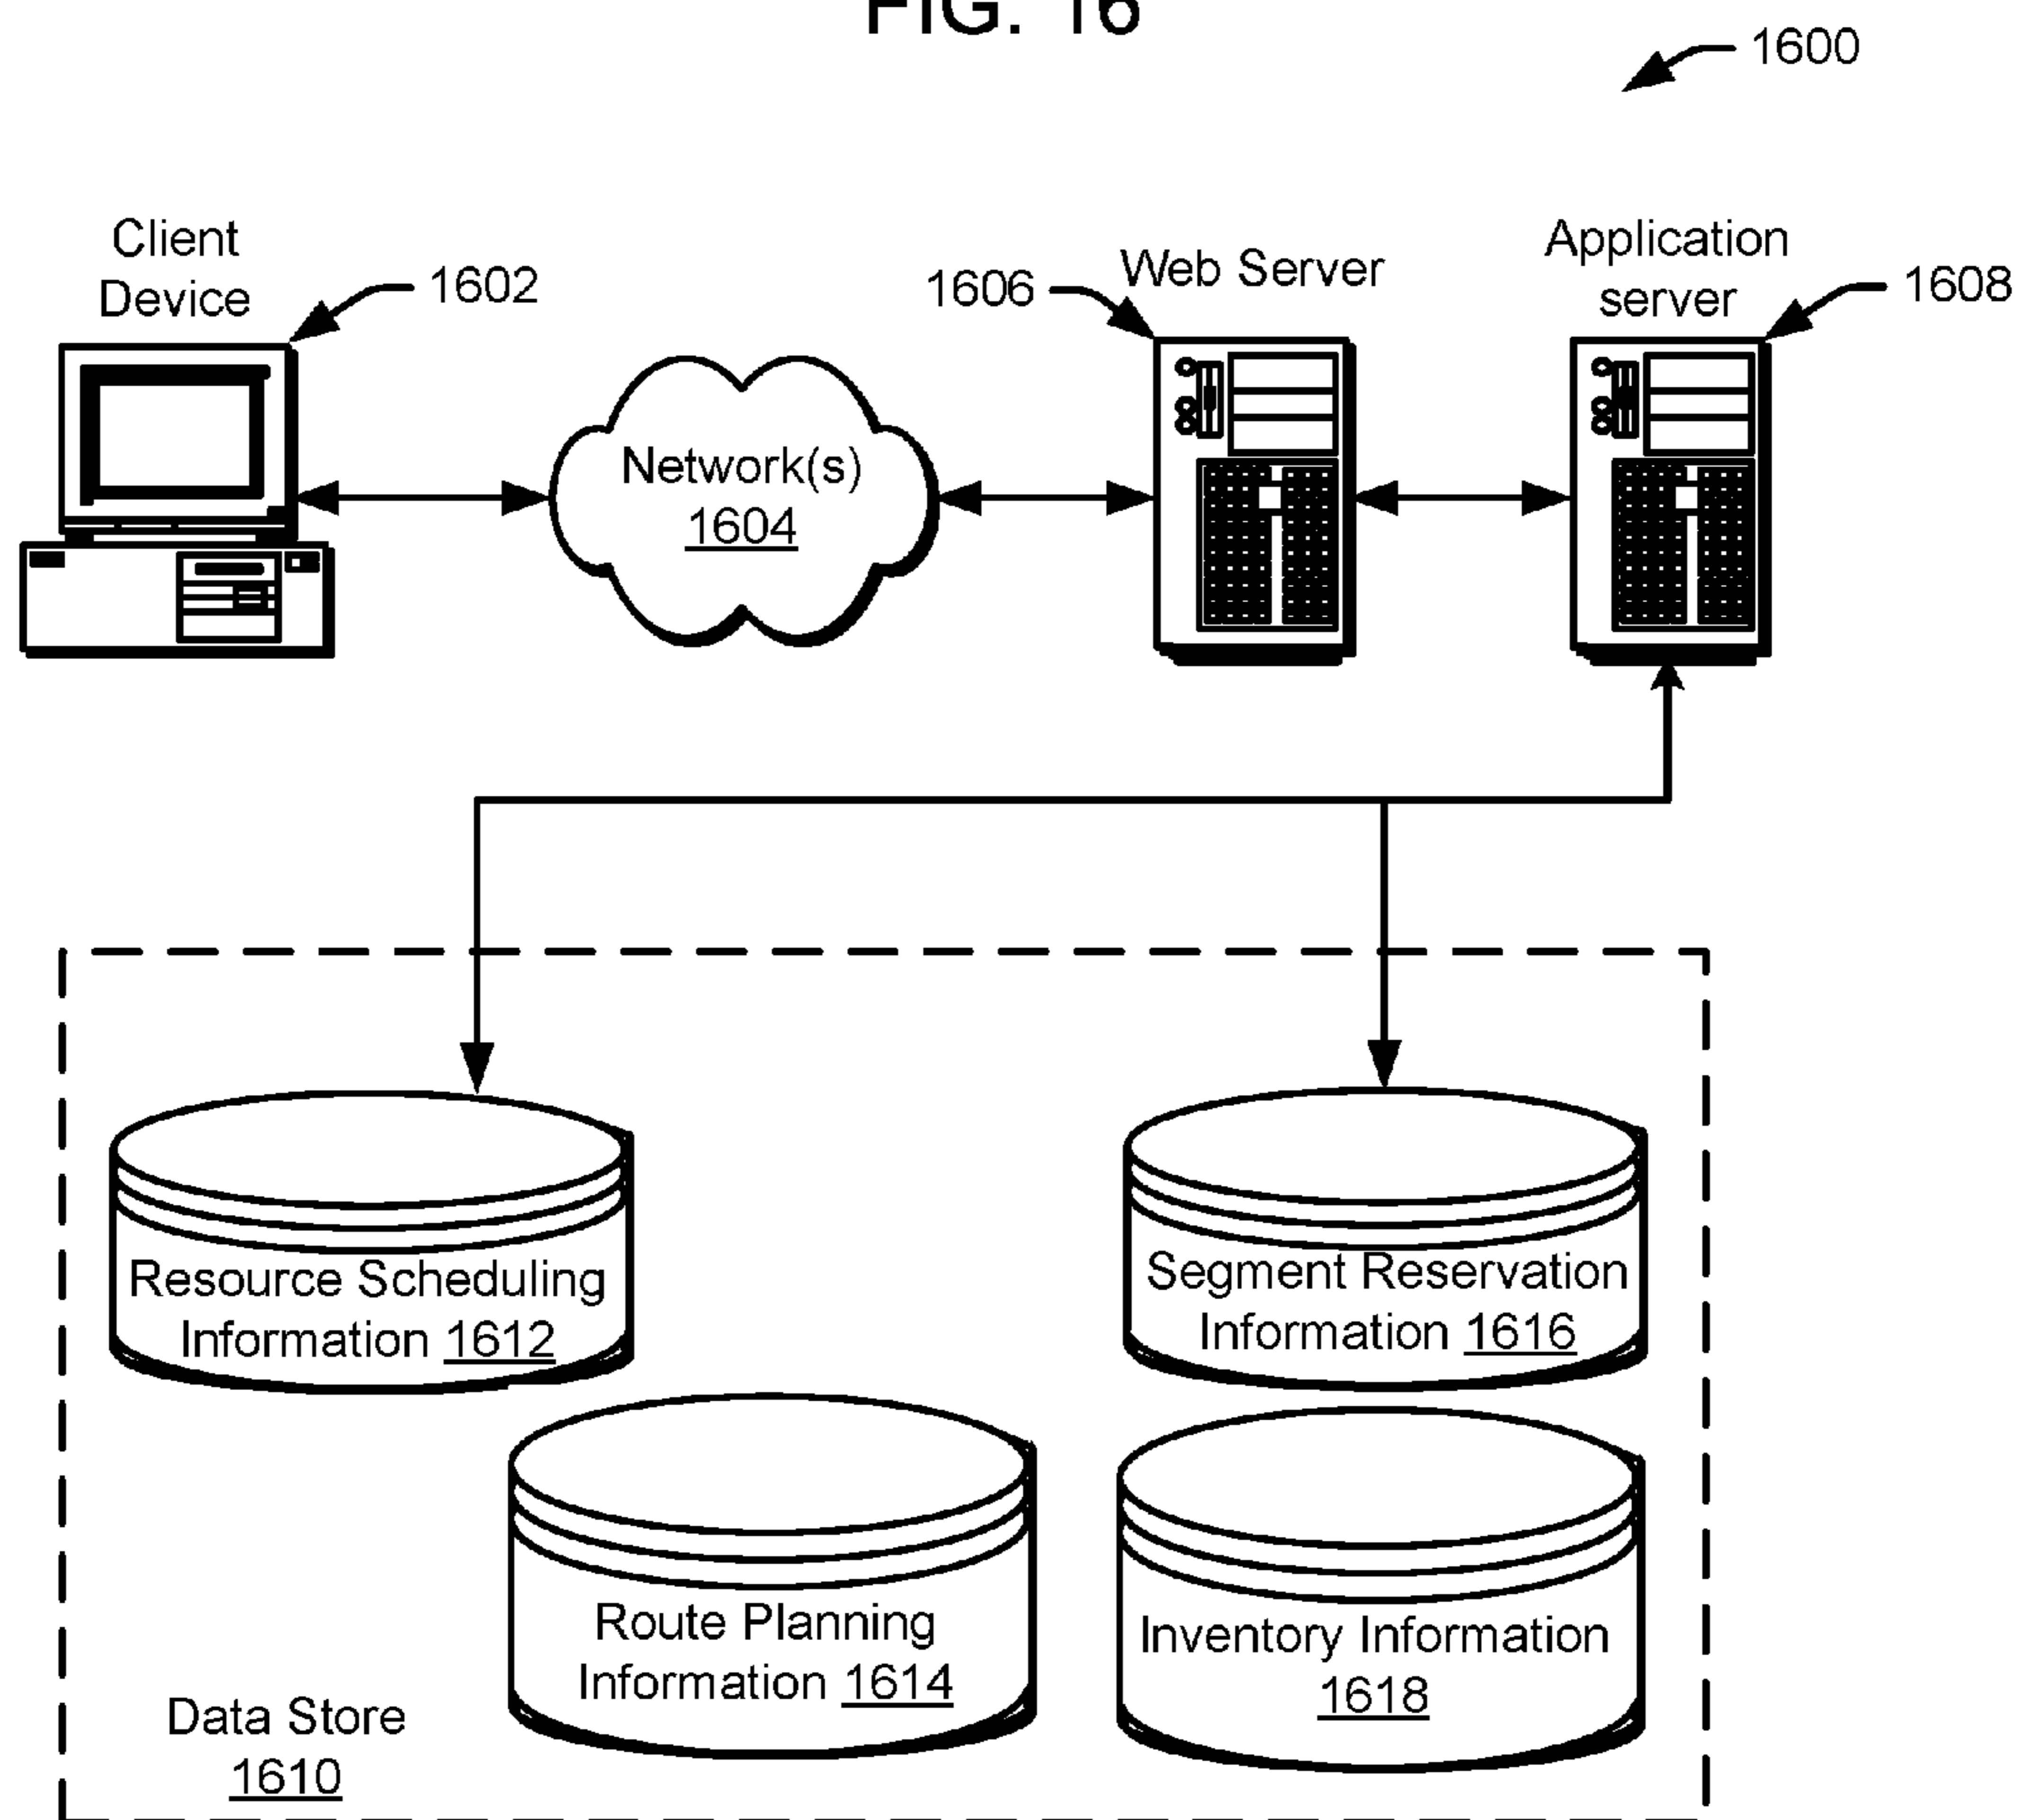 FIG. 16
1600
Client
Device
1602
1606
Web Server
Application
server
1608
Network(s)
1604
Resource Scheduling
Information 1612
Segment Reservation
Information 1616
Route Planning
Information 1614
Inventory Information
1618
Data Store
1610